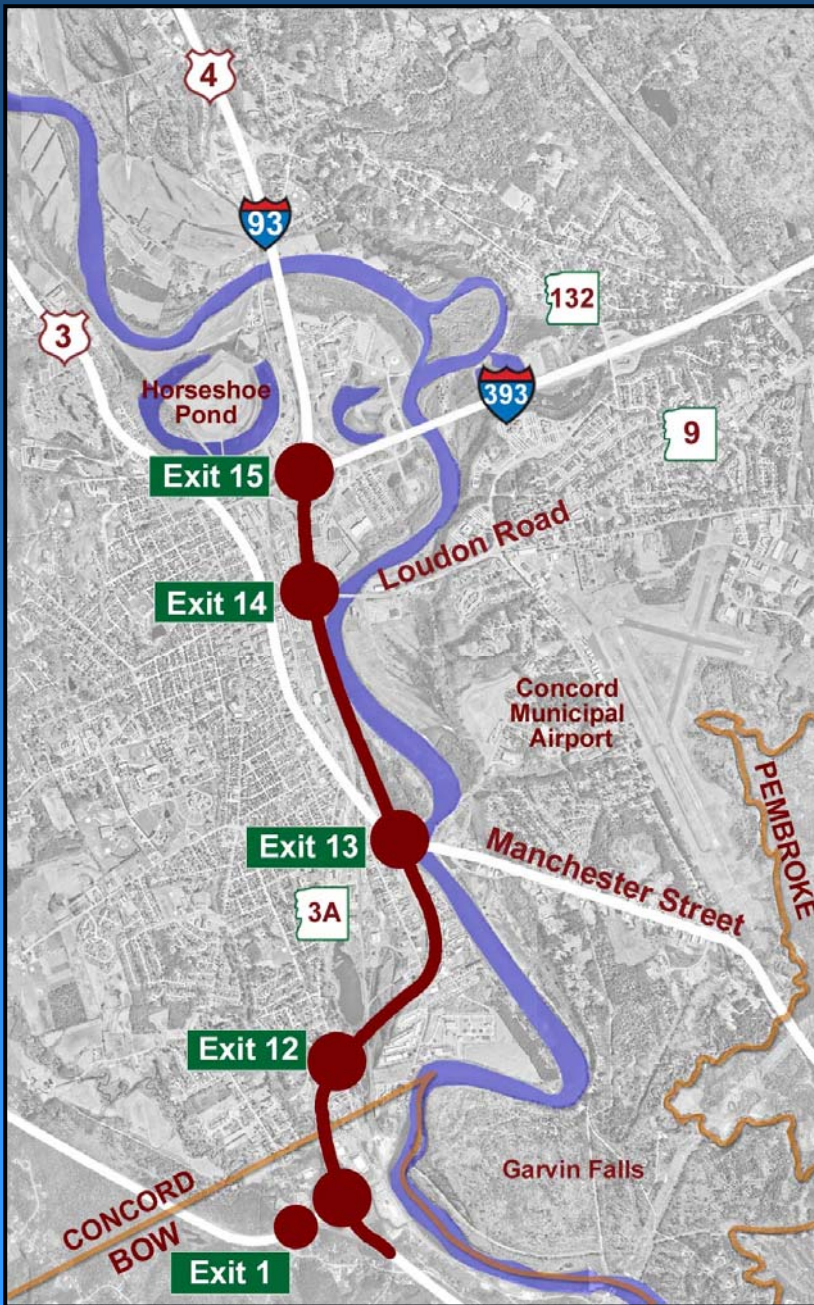 4
93
132
3
393
Horseshoe
Pond
9
Exit 15
Loudon Road
Exit 14
Concord
Municipal
Airport
PEMBROKE
Exit 13
Manchester Street
3A
Exit 12
Garvin Falls
CONCORD
BOW
Exit 1